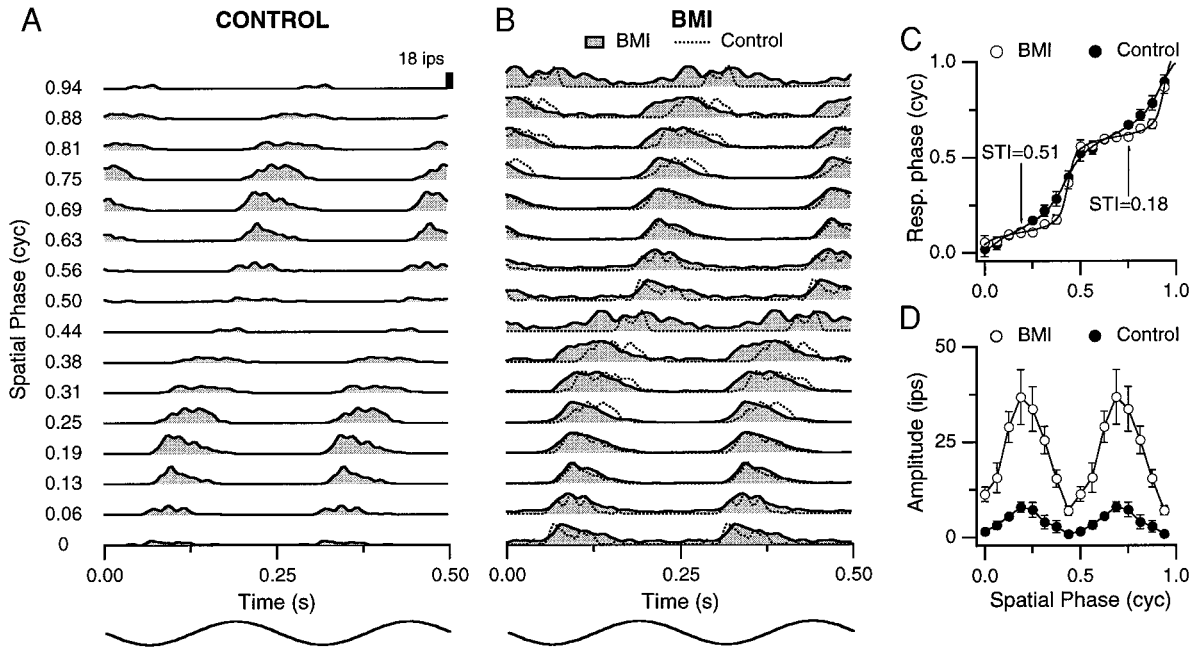 A
CONTROL
18 ips
Spatial Phase (cyc)
0.94
0.88
0.81
0.75
0.69
0.63
0.56
0.50
0.44
0.38
0.31
0.25
0.19
0.13
0.06
0
0.00
0.25
0.50
Time (s)
B
BMI
BMI
Control
0.00
0.25
0.50
Time (s)
C
BMI
Control
Resp. phase (cyc)
1.0
0.5
0.0
STI=0.51
STI=0.18
0.0
0.5
1.0
D
BMI
Control
Amplitude (ips)
50
25
0
0.0
0.5
1.0
Spatial Phase (cyc)